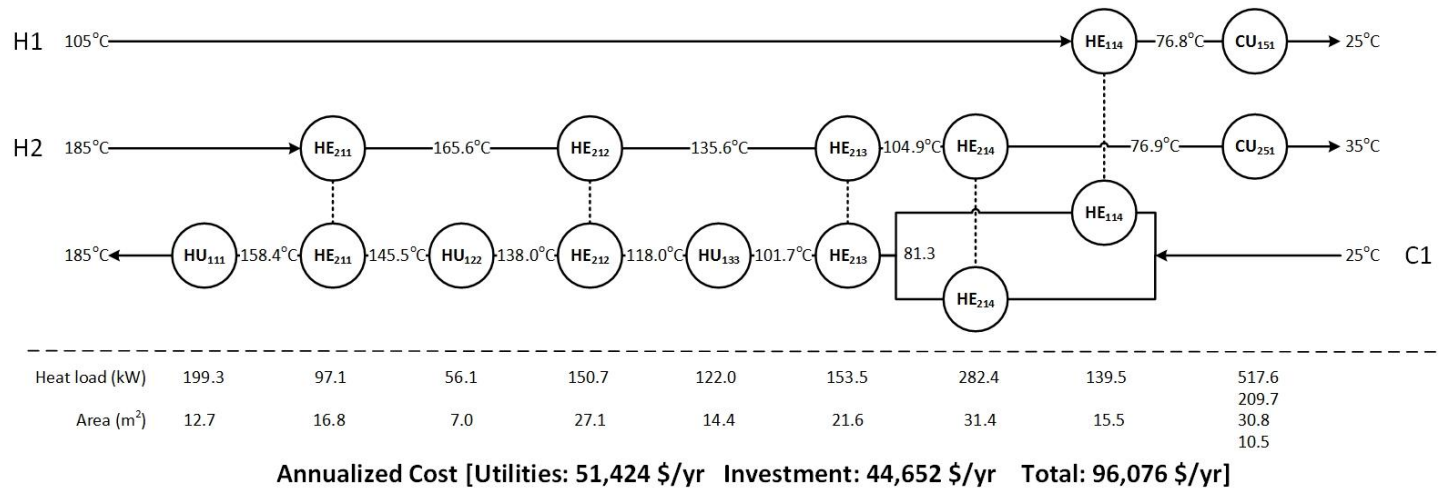 H1 105°C HE114 76.8°C CU151 25°C
H2 185°C HE211 165.6°C HE212 135.6°C HE213 104.9°C HE214 76.9°C CU251 35°C
HE114
185°C HU111 158.4°C HE211 145.5°C HU122 138.0°C HE212 118.0°C HU133 101.7°C HE213 81.3 25°C C1
HE214
Heat load (kW) 199.3 97.1 56.1 150.7 122.0 153.5 282.4 139.5 517.6
209.7
Area (m²) 12.7 16.8 7.0 27.1 14.4 21.6 31.4 15.5 30.8
10.5
Annualized Cost [Utilities: 51,424 $/yr Investment: 44,652 $/yr Total: 96,076 $/yr]